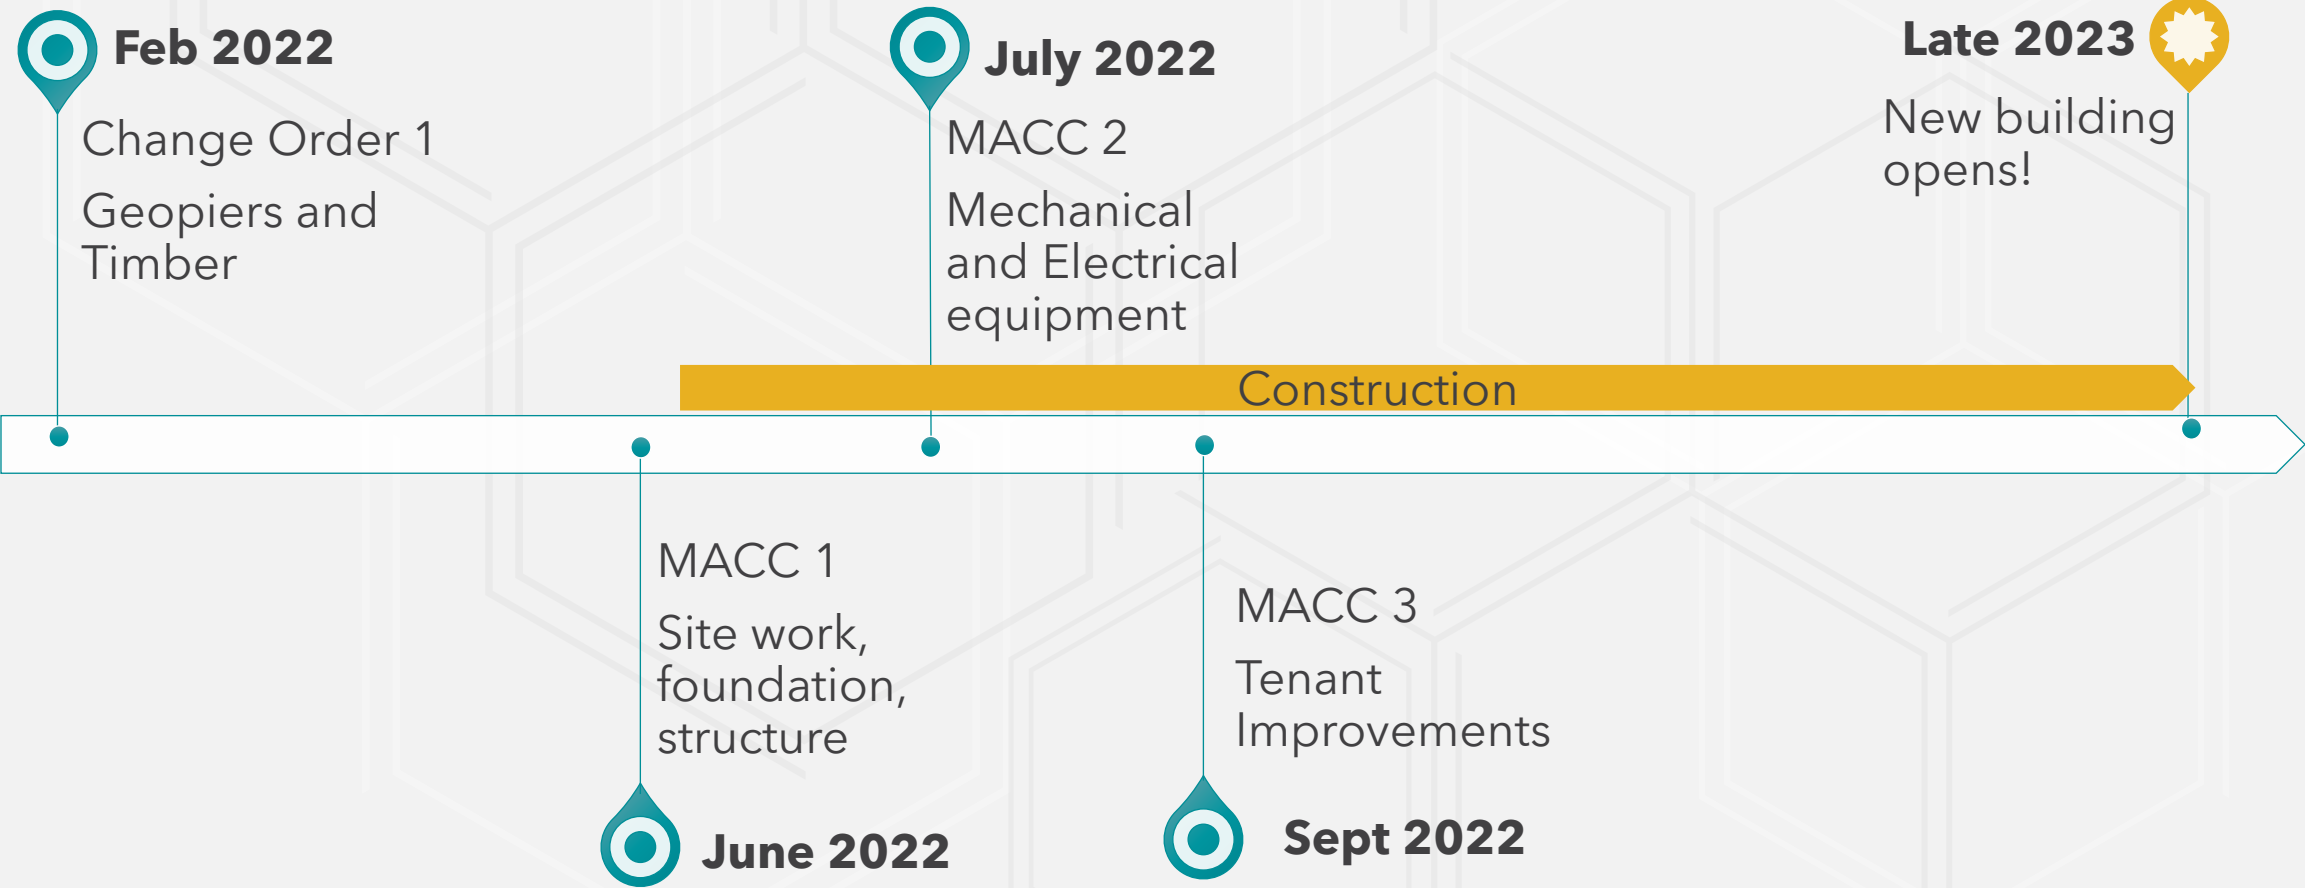 Feb 2022
Change Order 1
Geopiers and
Timber
July 2022
MACC 2
Mechanical
and Electrical
equipment
Late 2023
New building
opens!
Construction
MACC 1
Site work,
foundation,
structure
June 2022
MACC 3
Tenant
Improvements
Sept 2022